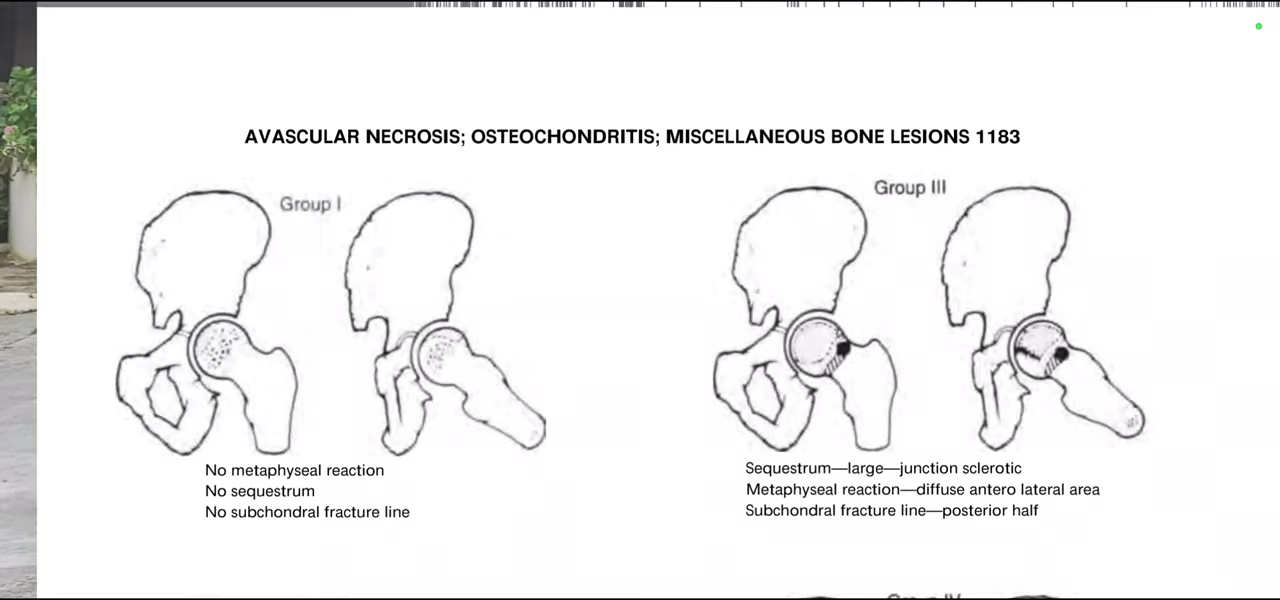 AVASCULAR NECROSIS; OSTEOCHONDRITIS; MISCELLANEOUS BONE LESIONS 1183
Group I
No metaphyseal reaction
No sequestrum
No subchondral fracture line
Group III
Sequestrum—large—junction sclerotic
Metaphyseal reaction—diffuse antero lateral area
Subchondral fracture line—posterior half